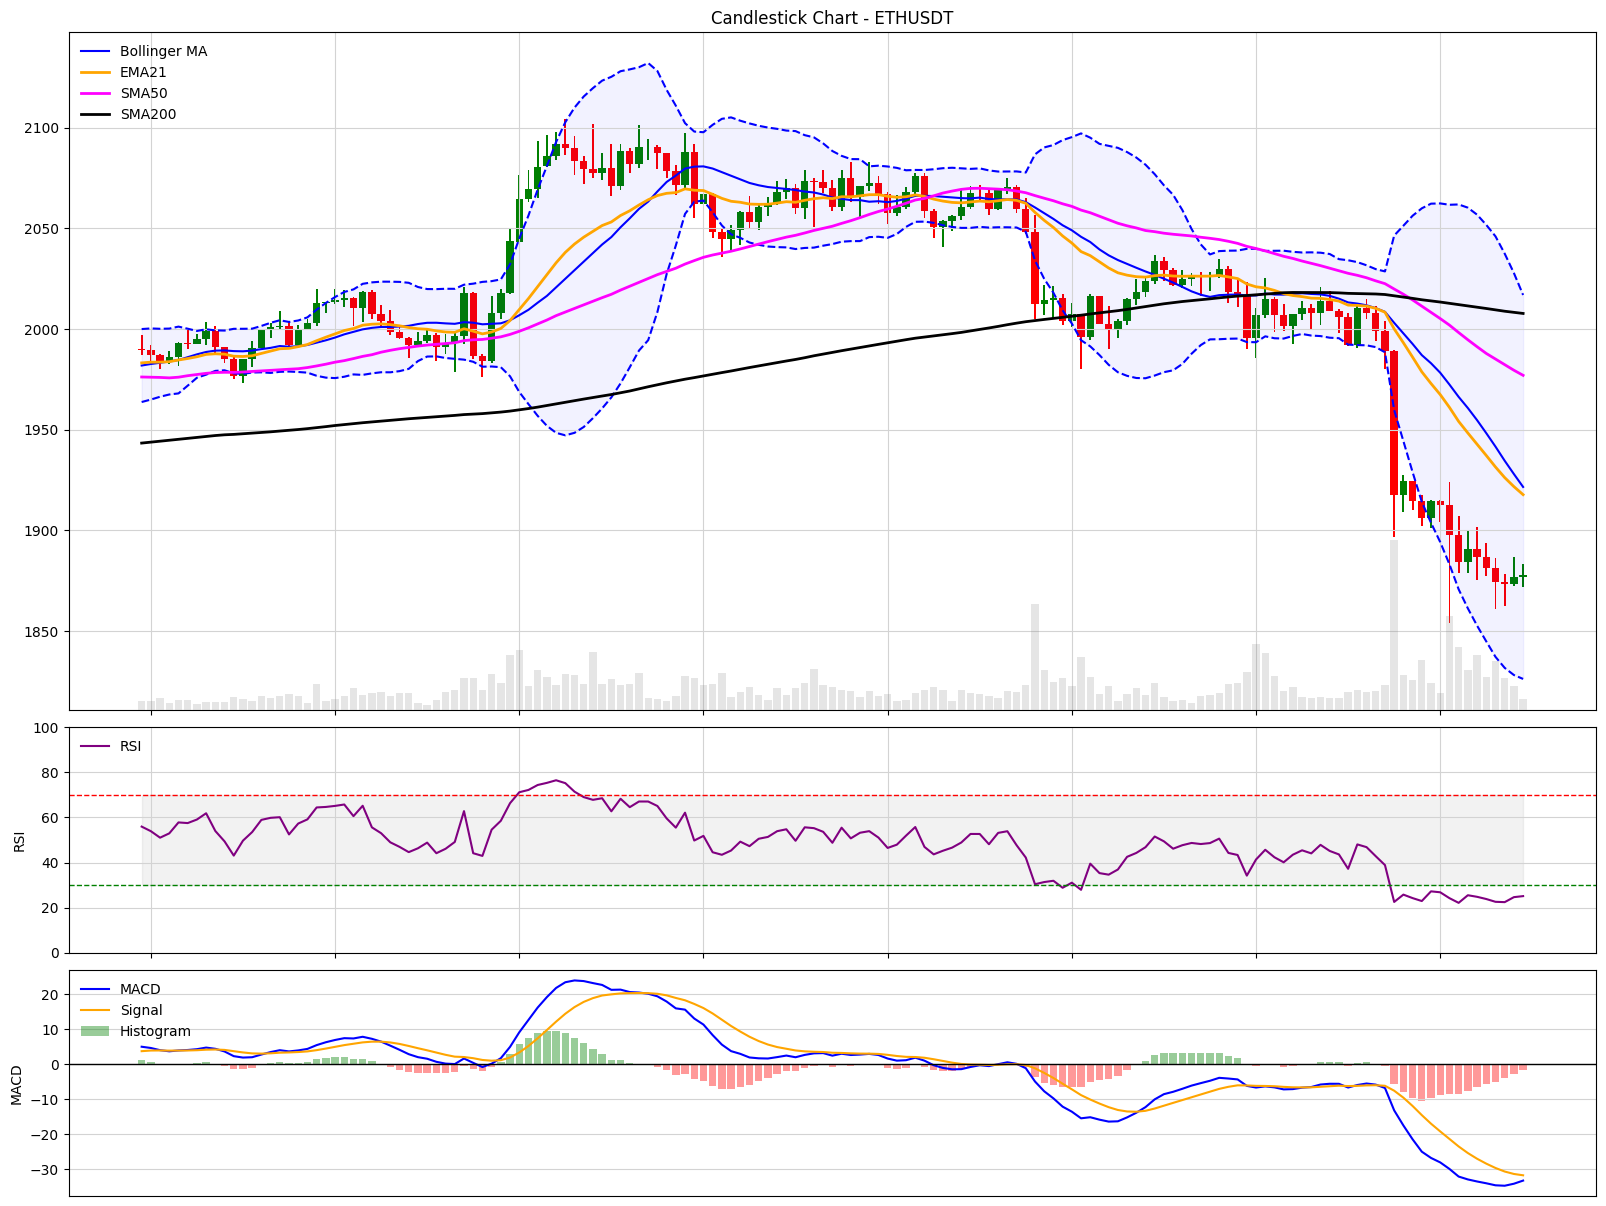 Candlestick Chart - ETHUSDT
Bollinger MA
EMA21
SMA50
SMA200
2100
2050
2000
1950
1900
1850
RSI
100
80
60
40
20
0
RSI
MACD
Signal
Histogram
20
10
0
−10
−20
−30
MACD